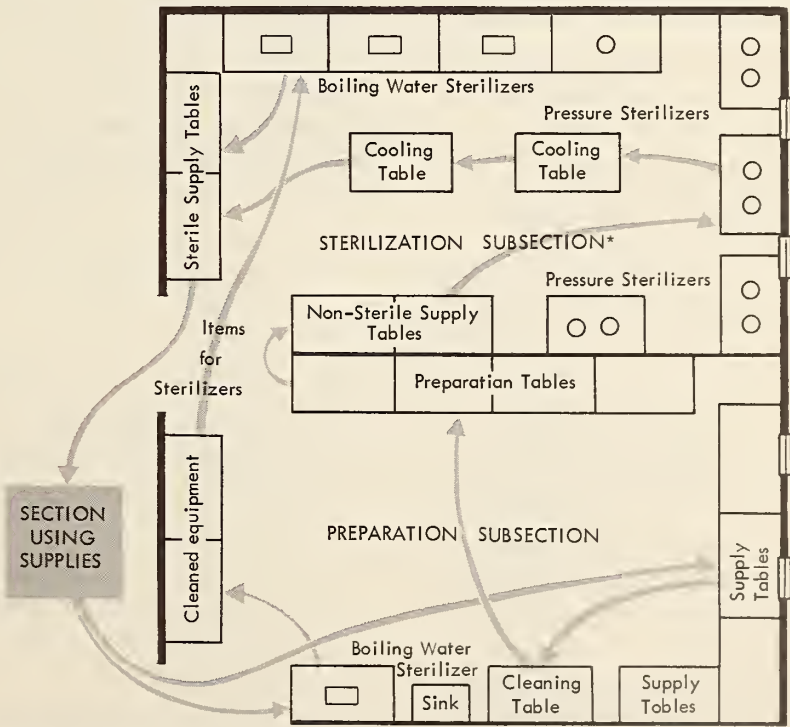 Boiling Water Sterilizers
Pressure Sterilizers
Sterile Supply Tables
Cooling
Table
Cooling
Table
STERILIZATION SUBSECTION*
Pressure Sterilizers
Non-Sterile Supply
Tables
Items
for
Sterilizers
Preparation Tables
Cleaned equipment
SECTION
USING
SUPPLIES
PREPARATION SUBSECTION
Supply
Tables
Boiling Water
Sterilizer
Sink
Cleaning
Table
Supply
Tobles